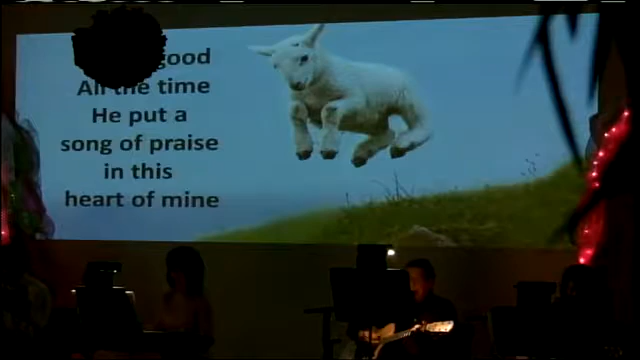 good
All the time
He put a
song of praise
in this
heart of mine